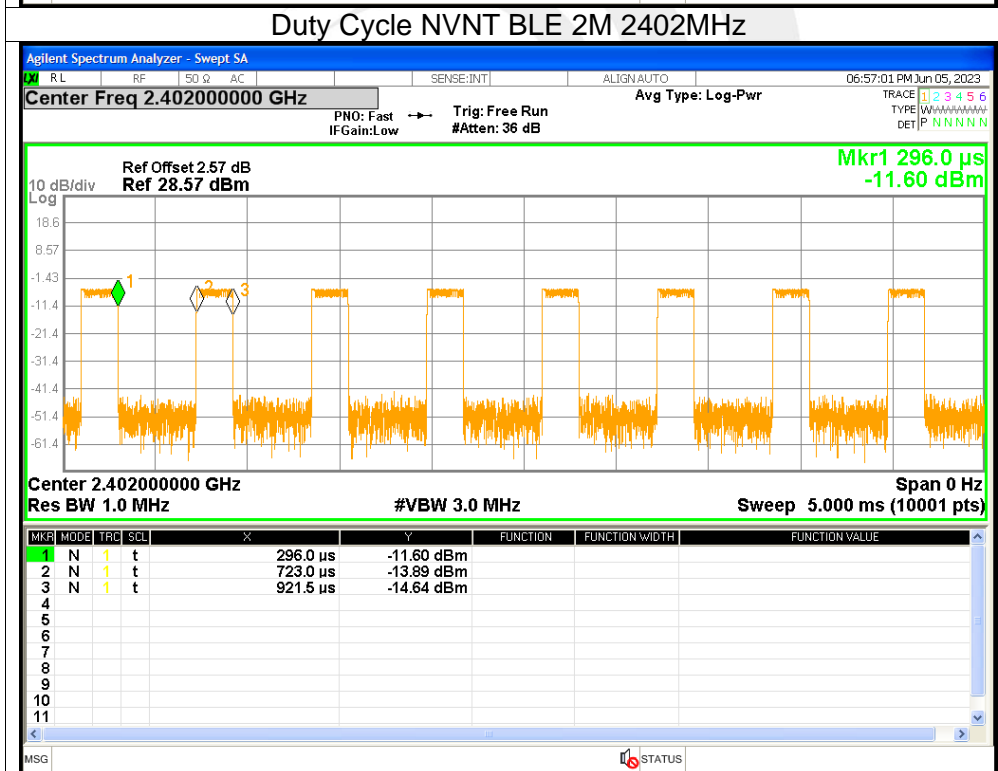 Duty Cycle NVNT BLE 2M 2402MHz
Agilent Spectrum Analyzer - Swept SA
LXI RL RF 50 Ω AC SENSE:INT ALIGN AUTO 06:57:01 PM Jun 05, 2023
Center Freq 2.402000000 GHz Avg Type: Log-Pwr TRACE 1 2 3 4 5 6
PNO: Fast Trig: Free Run TYPE WWWWWW
IFGain:Low #Atten: 36 dB DET P N N N N N
Mkr1 296.0 µs
Ref Offset 2.57 dB
10 dB/div Ref 28.57 dBm -11.60 dBm
Log
18.6
8.57
-1.43
1 2 3
-11.4
-21.4
-31.4
-41.4
-51.4
-61.4
Center 2.402000000 GHz Span 0 Hz
Res BW 1.0 MHz #VBW 3.0 MHz Sweep 5.000 ms (10001 pts)
MKR MODE TRC SCL X Y FUNCTION FUNCTION WIDTH FUNCTION VALUE
1 N 1 t 296.0 µs -11.60 dBm
2 N 1 t 723.0 µs -13.89 dBm
3 N 1 t 921.5 µs -14.64 dBm
4
5
6
7
8
9
10
11
MSG STATUS